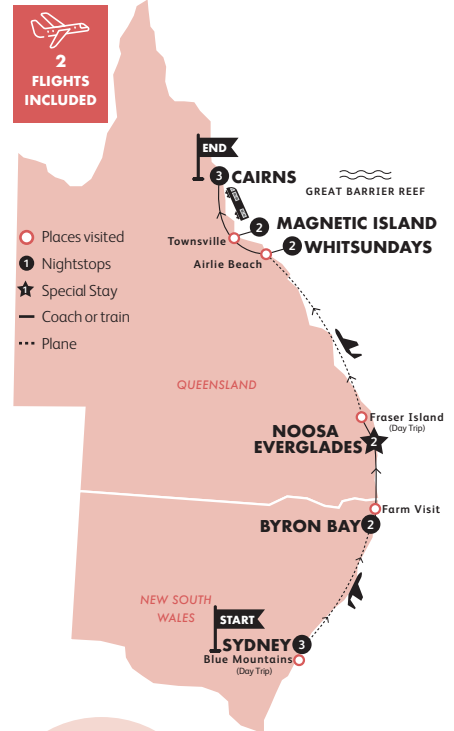 2
FLIGHTS
INCLUDED
END
3 CAIRNS
GREAT BARRIER REEF
2 MAGNETIC ISLAND
Townsville
2 WHITSUNDAYS
Airlie Beach
Places visited
1 Nightstops
1 Special Stay
Coach or train
Plane
QUEENSLAND
Fraser Island
(Day Trip)
NOOSA
EVERGLADES 2
Farm Visit
BYRON BAY 2
NEW SOUTH
WALES
START
SYDNEY 3
Blue Mountains
(Day Trip)